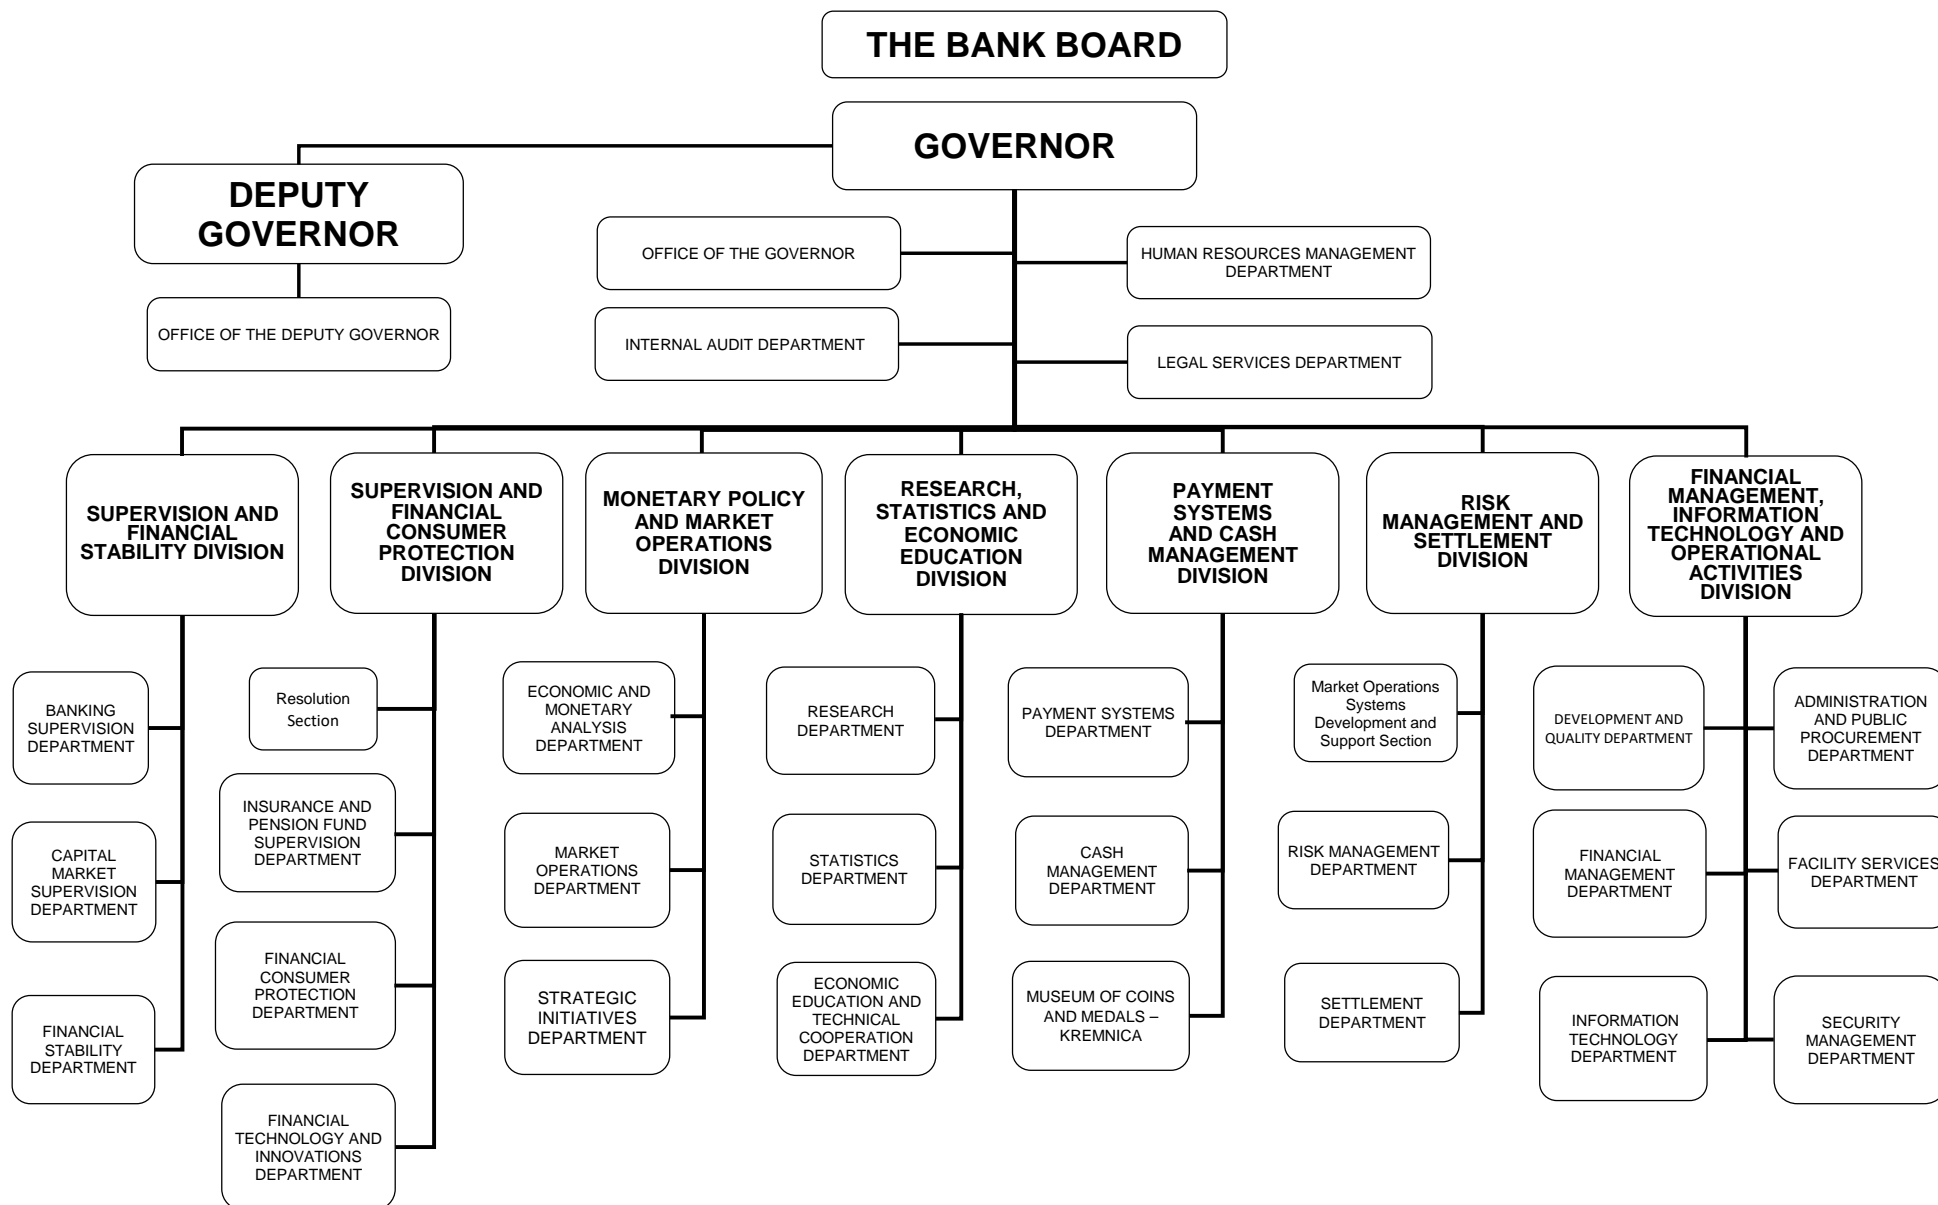 THE BANK BOARD
GOVERNOR
DEPUTY
GOVERNOR
OFFICE OF THE GOVERNOR
HUMAN RESOURCES MANAGEMENT
DEPARTMENT
OFFICE OF THE DEPUTY GOVERNOR
INTERNAL AUDIT DEPARTMENT
LEGAL SERVICES DEPARTMENT
SUPERVISION AND
FINANCIAL
STABILITY DIVISION
SUPERVISION AND
FINANCIAL
CONSUMER
PROTECTION
DIVISION
MONETARY POLICY
AND MARKET
OPERATIONS
DIVISION
RESEARCH,
STATISTICS AND
ECONOMIC
EDUCATION
DIVISION
PAYMENT
SYSTEMS
AND CASH
MANAGEMENT
DIVISION
RISK
MANAGEMENT AND
SETTLEMENT
DIVISION
FINANCIAL
MANAGEMENT,
INFORMATION
TECHNOLOGY AND
OPERATIONAL
ACTIVITIES
DIVISION
BANKING
SUPERVISION
DEPARTMENT
CAPITAL
MARKET
SUPERVISION
DEPARTMENT
FINANCIAL
STABILITY
DEPARTMENT
Resolution
Section
INSURANCE AND
PENSION FUND
SUPERVISION
DEPARTMENT
FINANCIAL
CONSUMER
PROTECTION
DEPARTMENT
FINANCIAL
TECHNOLOGY AND
INNOVATIONS
DEPARTMENT
ECONOMIC AND
MONETARY
ANALYSIS
DEPARTMENT
MARKET
OPERATIONS
DEPARTMENT
STRATEGIC
INITIATIVES
DEPARTMENT
RESEARCH
DEPARTMENT
STATISTICS
DEPARTMENT
ECONOMIC
EDUCATION AND
TECHNICAL
COOPERATION
DEPARTMENT
PAYMENT SYSTEMS
DEPARTMENT
CASH
MANAGEMENT
DEPARTMENT
MUSEUM OF COINS
AND MEDALS –
KREMNICA
Market Operations
Systems
Development and
Support Section
RISK MANAGEMENT
DEPARTMENT
SETTLEMENT
DEPARTMENT
DEVELOPMENT AND
QUALITY DEPARTMENT
FINANCIAL
MANAGEMENT
DEPARTMENT
INFORMATION
TECHNOLOGY
DEPARTMENT
ADMINISTRATION
AND PUBLIC
PROCUREMENT
DEPARTMENT
FACILITY SERVICES
DEPARTMENT
SECURITY
MANAGEMENT
DEPARTMENT